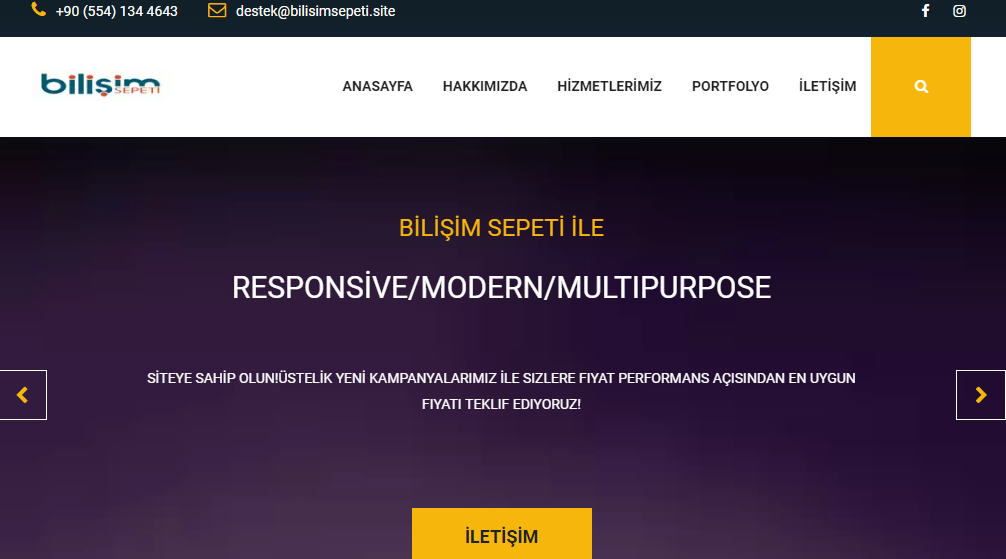 +90 (554) 134 4643 destek@bilisimsepeti.site
bilişim SEPETİ
ANASAYFA HAKKIMIZDA HİZMETLERİMİZ PORTFOLYO İLETİŞİM
BİLİŞİM SEPETİ İLE
RESPONSİVE/MODERN/MULTIPURPOSE
SİTEYE SAHİP OLUN!ÜSTELİK YENİ KAMPANYALARIMIZ İLE SIZLERE FIYAT PERFORMANS AÇISINDAN EN UYGUN
FIYATI TEKLIF EDIYORUZ!
İLETİŞİM